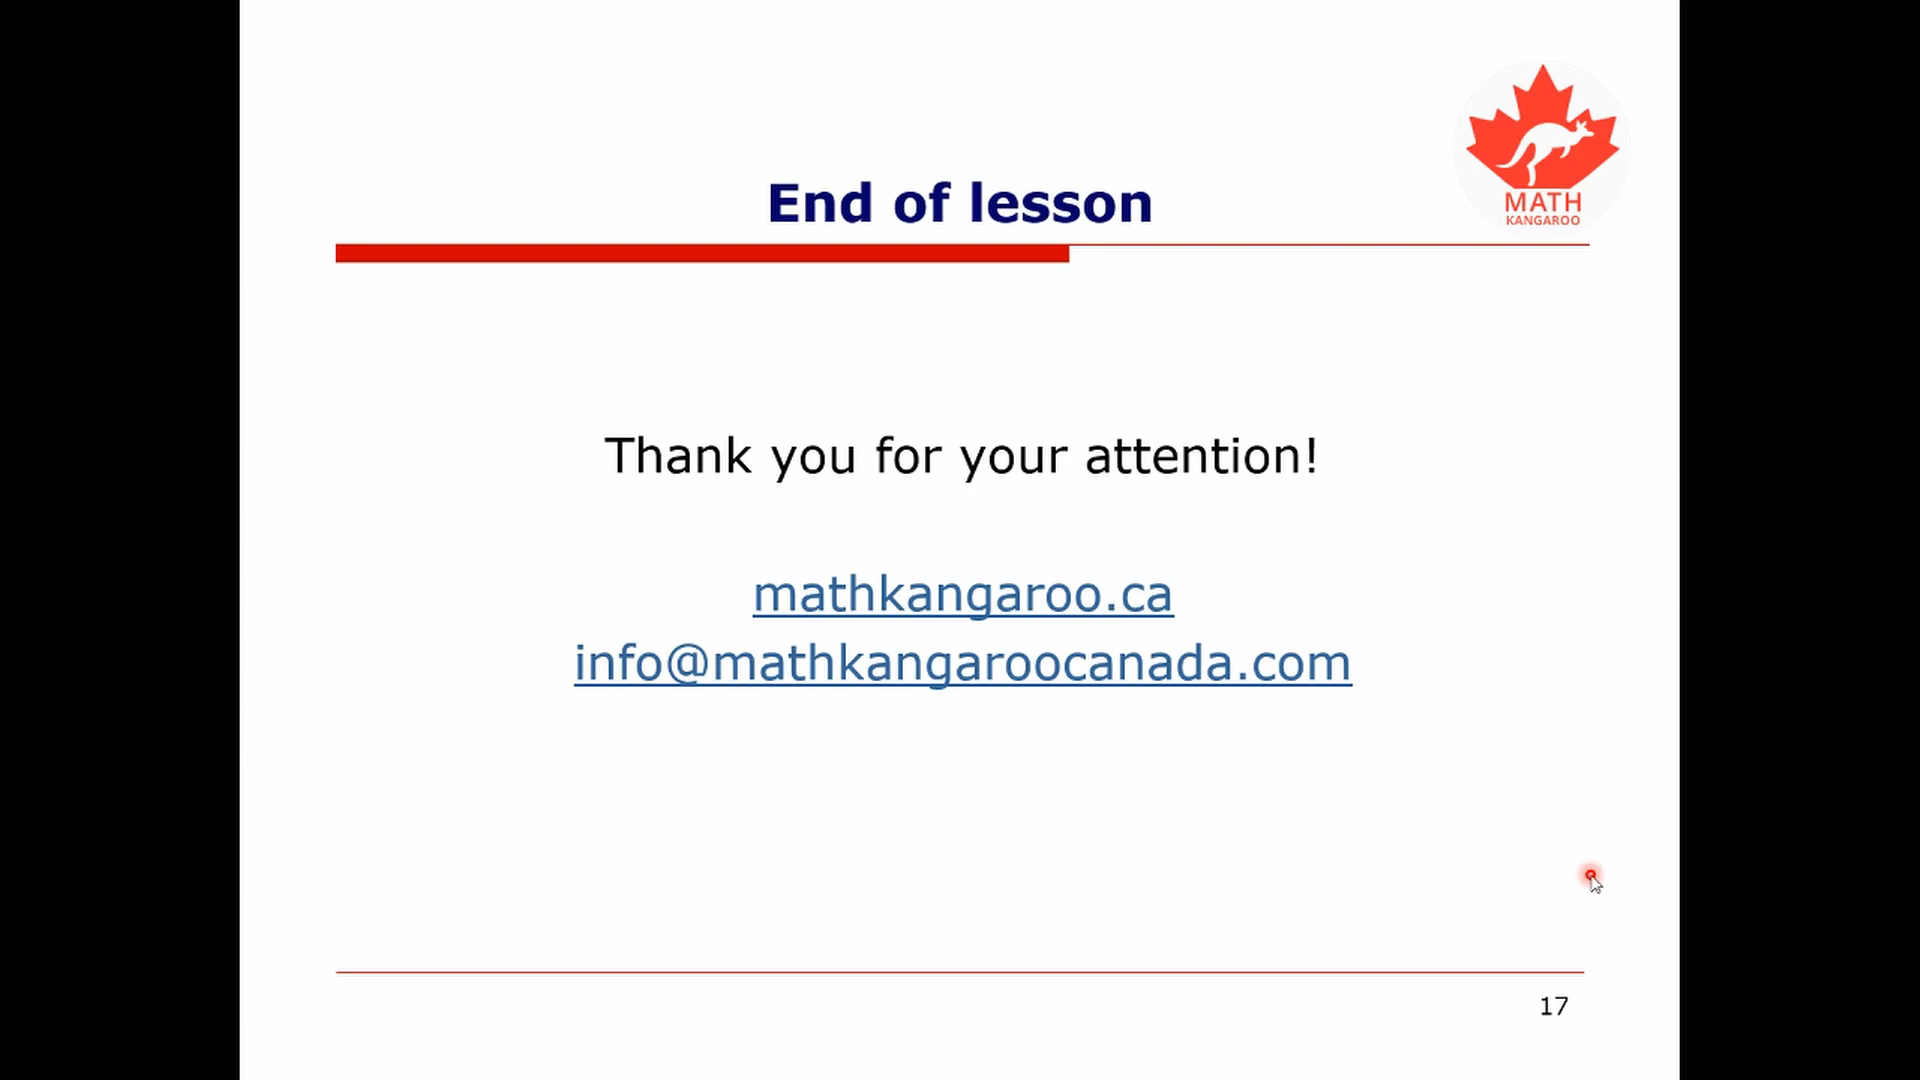 MATH
KANGAROO
End of lesson
Thank you for your attention!
mathkangaroo.ca
info@mathkangaroocanada.com
17